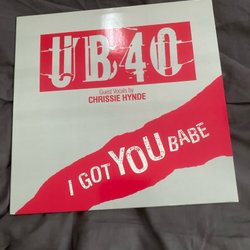 UB40
Guest Vocals by
CHRISSIE HYNDE
I GOT YOU BABE